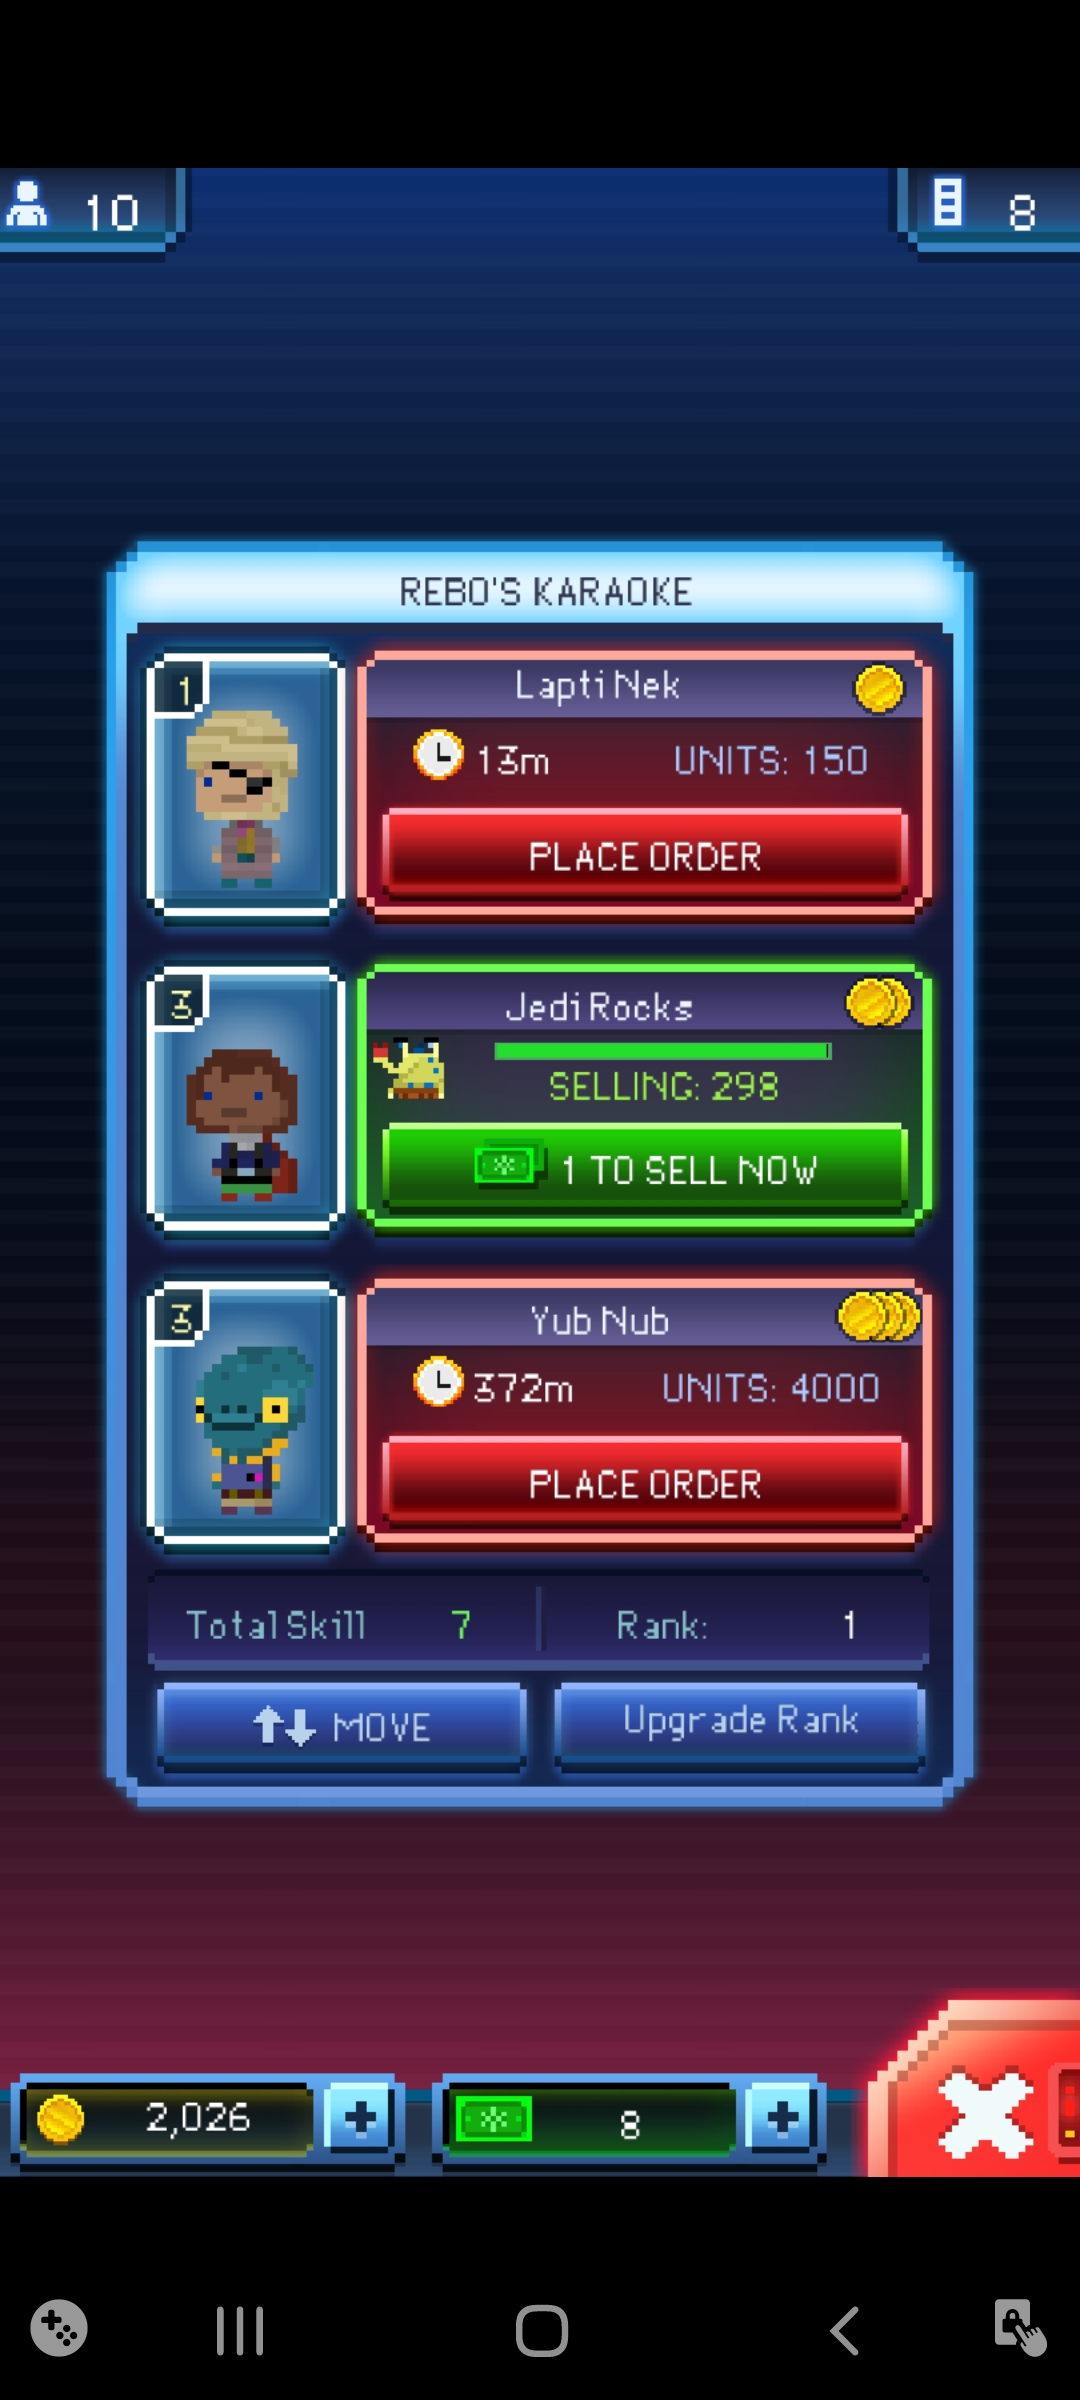 10
8
REBO'S KARAOKE
1
Lapti Nek
13m UNITS: 150
PLACE ORDER
3
Jedi Rocks
SELLING: 298
1 TO SELL NOW
3
Yub Nub
372m UNITS: 4000
PLACE ORDER
Total Skill 7 Rank: 1
MOVE Upgrade Rank
2,026 8